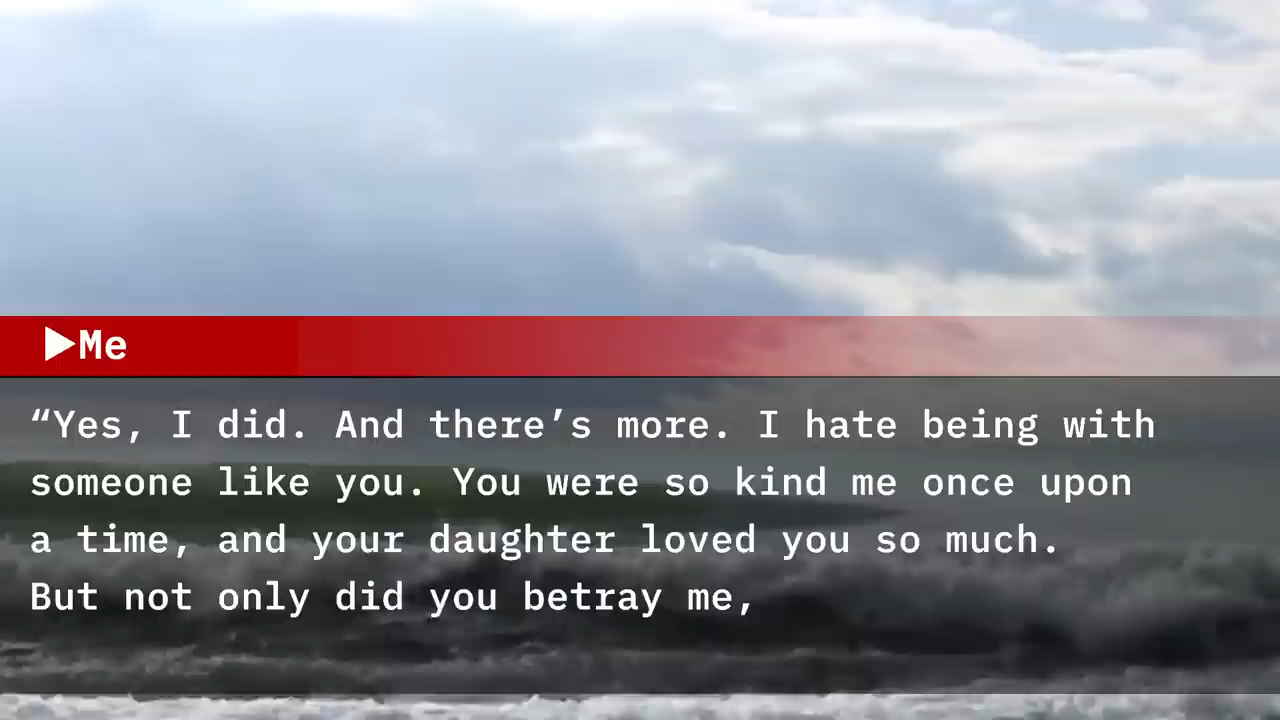 ▶Me
“Yes, I did. And there’s more. I hate being with
someone like you. You were so kind me once upon
a time, and your daughter loved you so much.
But not only did you betray me,